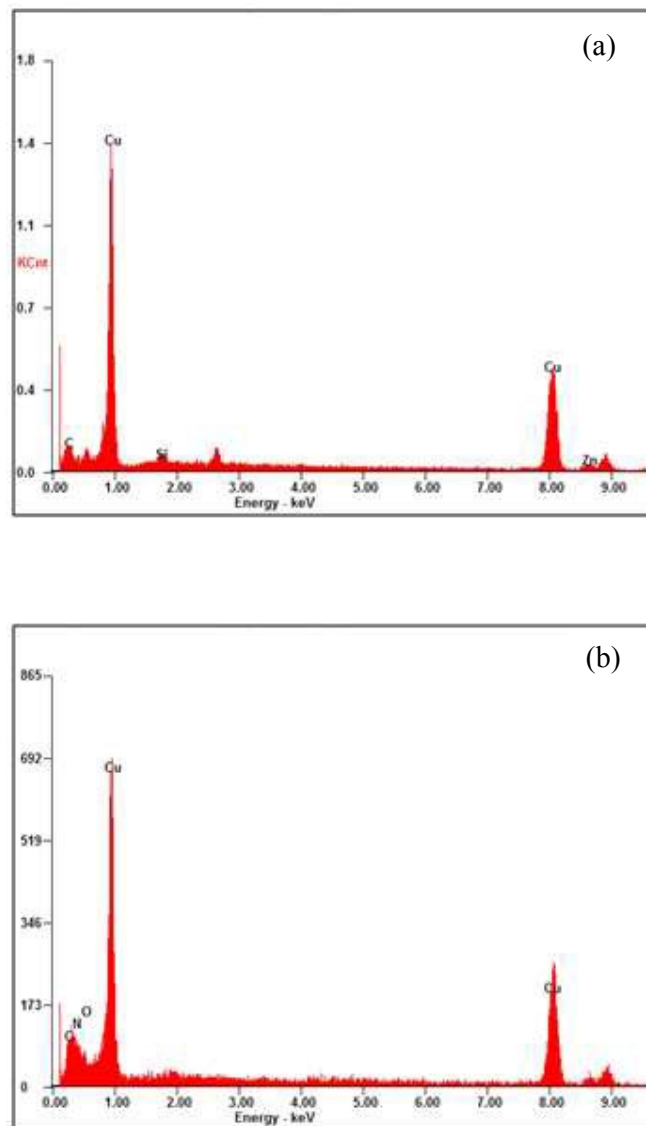 (a)
1.8
Cu
1.4
1.1
KCnt
0.7
0.4
Cu
C
Si
Zn
0.0
0.00 1.00 2.00 3.00 4.00 5.00 6.00 7.00 8.00 9.00
Energy - keV
(b)
865
692
Cu
519
346
173
O
N
Cu
C
0
0.00 1.00 2.00 3.00 4.00 5.00 6.00 7.00 8.00 9.00
Energy - keV